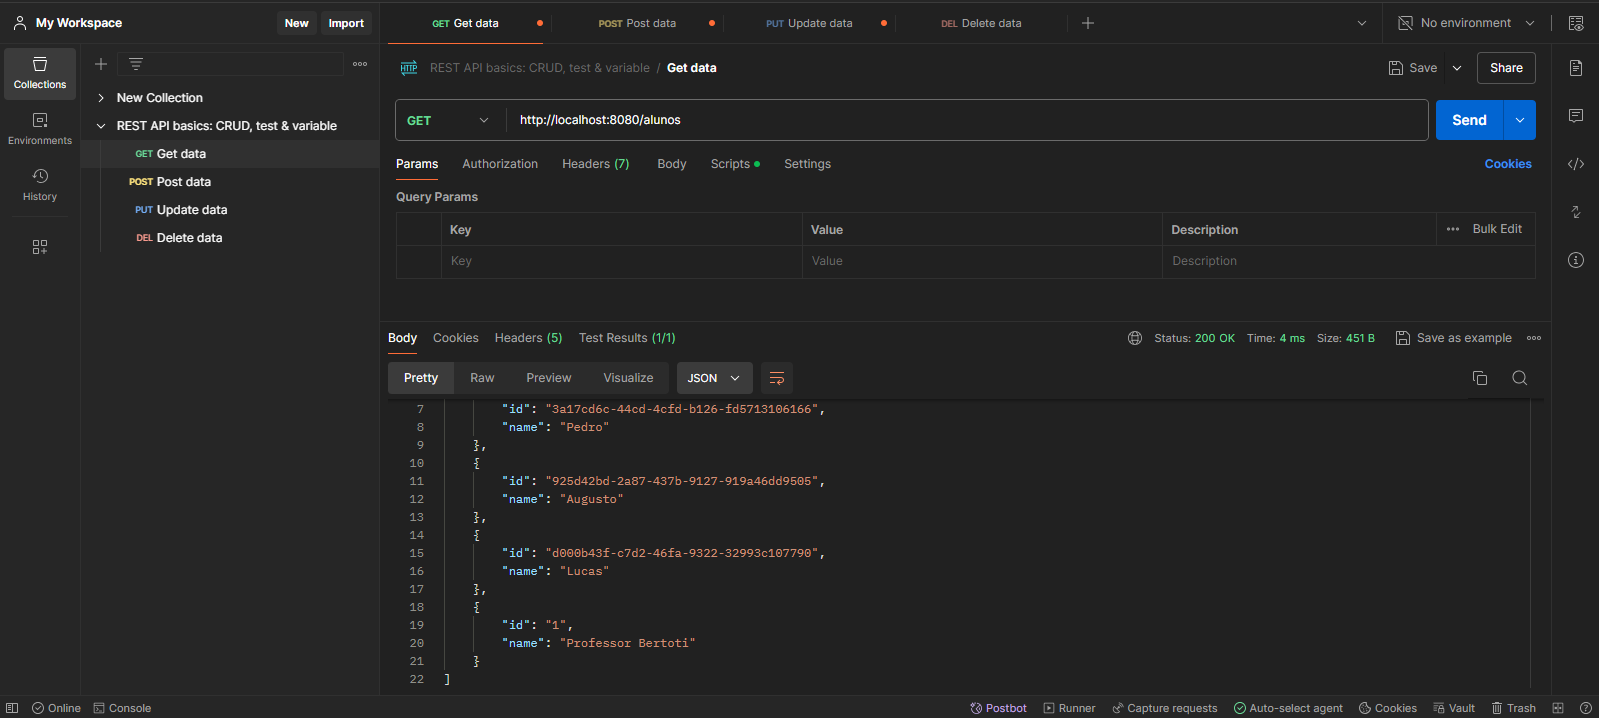 My Workspace
New
Import
GET Get data
POST Post data
PUT Update data
DEL Delete data
No environment
Collections
Environments
History
New Collection
REST API basics: CRUD, test & variable
GET Get data
POST Post data
PUT Update data
DEL Delete data
HTTP REST API basics: CRUD, test & variable / Get data
Save
Share
GET
http://localhost:8080/alunos
Send
Params
Authorization
Headers (7)
Body
Scripts
Settings
Cookies
Query Params
Key
Value
Description
Bulk Edit
Key
Value
Description
Body
Cookies
Headers (5)
Test Results (1/1)
Status: 200 OK
Time: 4 ms
Size: 451 B
Save as example
Pretty
Raw
Preview
Visualize
JSON
7 "id": "3a17cd6c-44cd-4cfd-b126-fd5713106166",
8 "name": "Pedro"
9 },
10 {
11 "id": "925d42bd-2a87-437b-9127-919a46dd9505",
12 "name": "Augusto"
13 },
14 {
15 "id": "d000b43f-c7d2-46fa-9322-32993c107790",
16 "name": "Lucas"
17 },
18 {
19 "id": "1",
20 "name": "Professor Bertoti"
21 }
22 ]
Online
Console
Postbot
Runner
Capture requests
Auto-select agent
Cookies
Vault
Trash